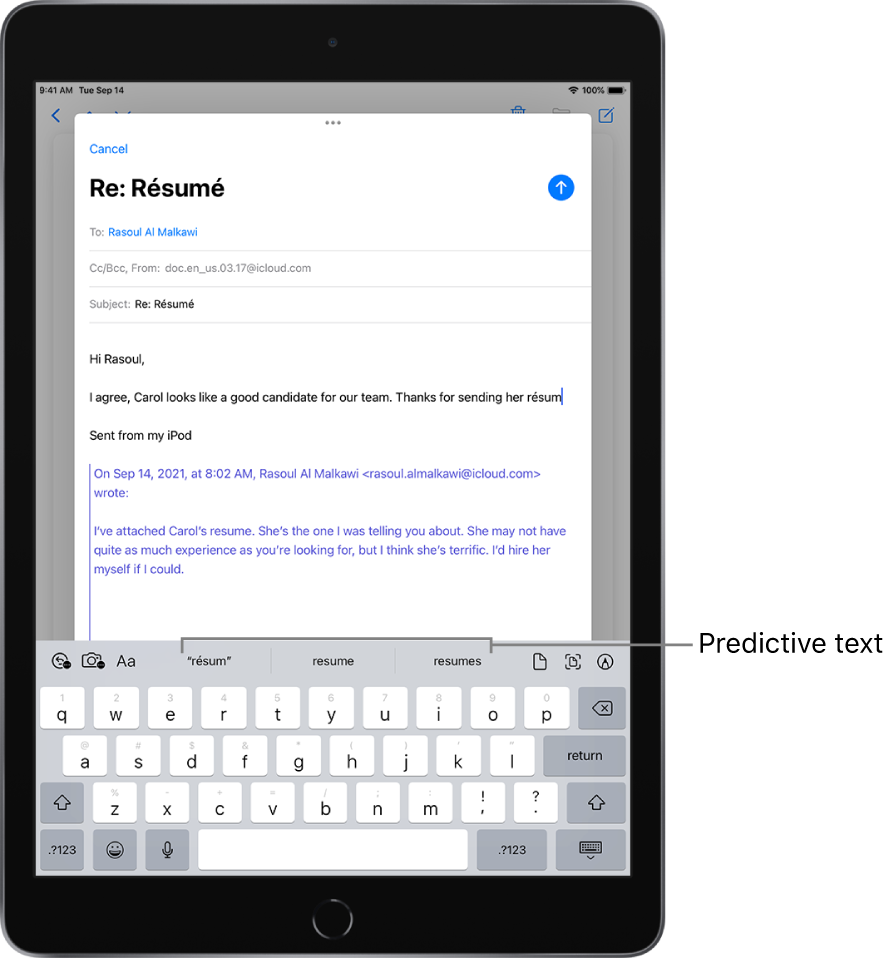 9:41 AM Tue Sep 14 100%
Cancel
Re: Résumé
To: Rasoul Al Malkawi
Cc/Bcc, From: doc.en_us.03.17@icloud.com
Subject: Re: Résumé
Hi Rasoul,
I agree, Carol looks like a good candidate for our team. Thanks for sending her résum
Sent from my iPod
On Sep 14, 2021, at 8:02 AM, Rasoul Al Malkawi <rasoul.almalkawi@icloud.com>
wrote:
I’ve attached Carol’s resume. She’s the one I was telling you about. She may not have
quite as much experience as you’re looking for, but I think she’s terrific. I’d hire her
myself if I could.
Predictive text
Aa “résum” resume resumes
1 2 3 4 5 6 7 8 9 0
q w e r t y u i o p
@ # $ & * ( ) ' "
a s d f g h j k l return
% - + = / ; : ! ?
z x c v b n m , .
.?123 .?123